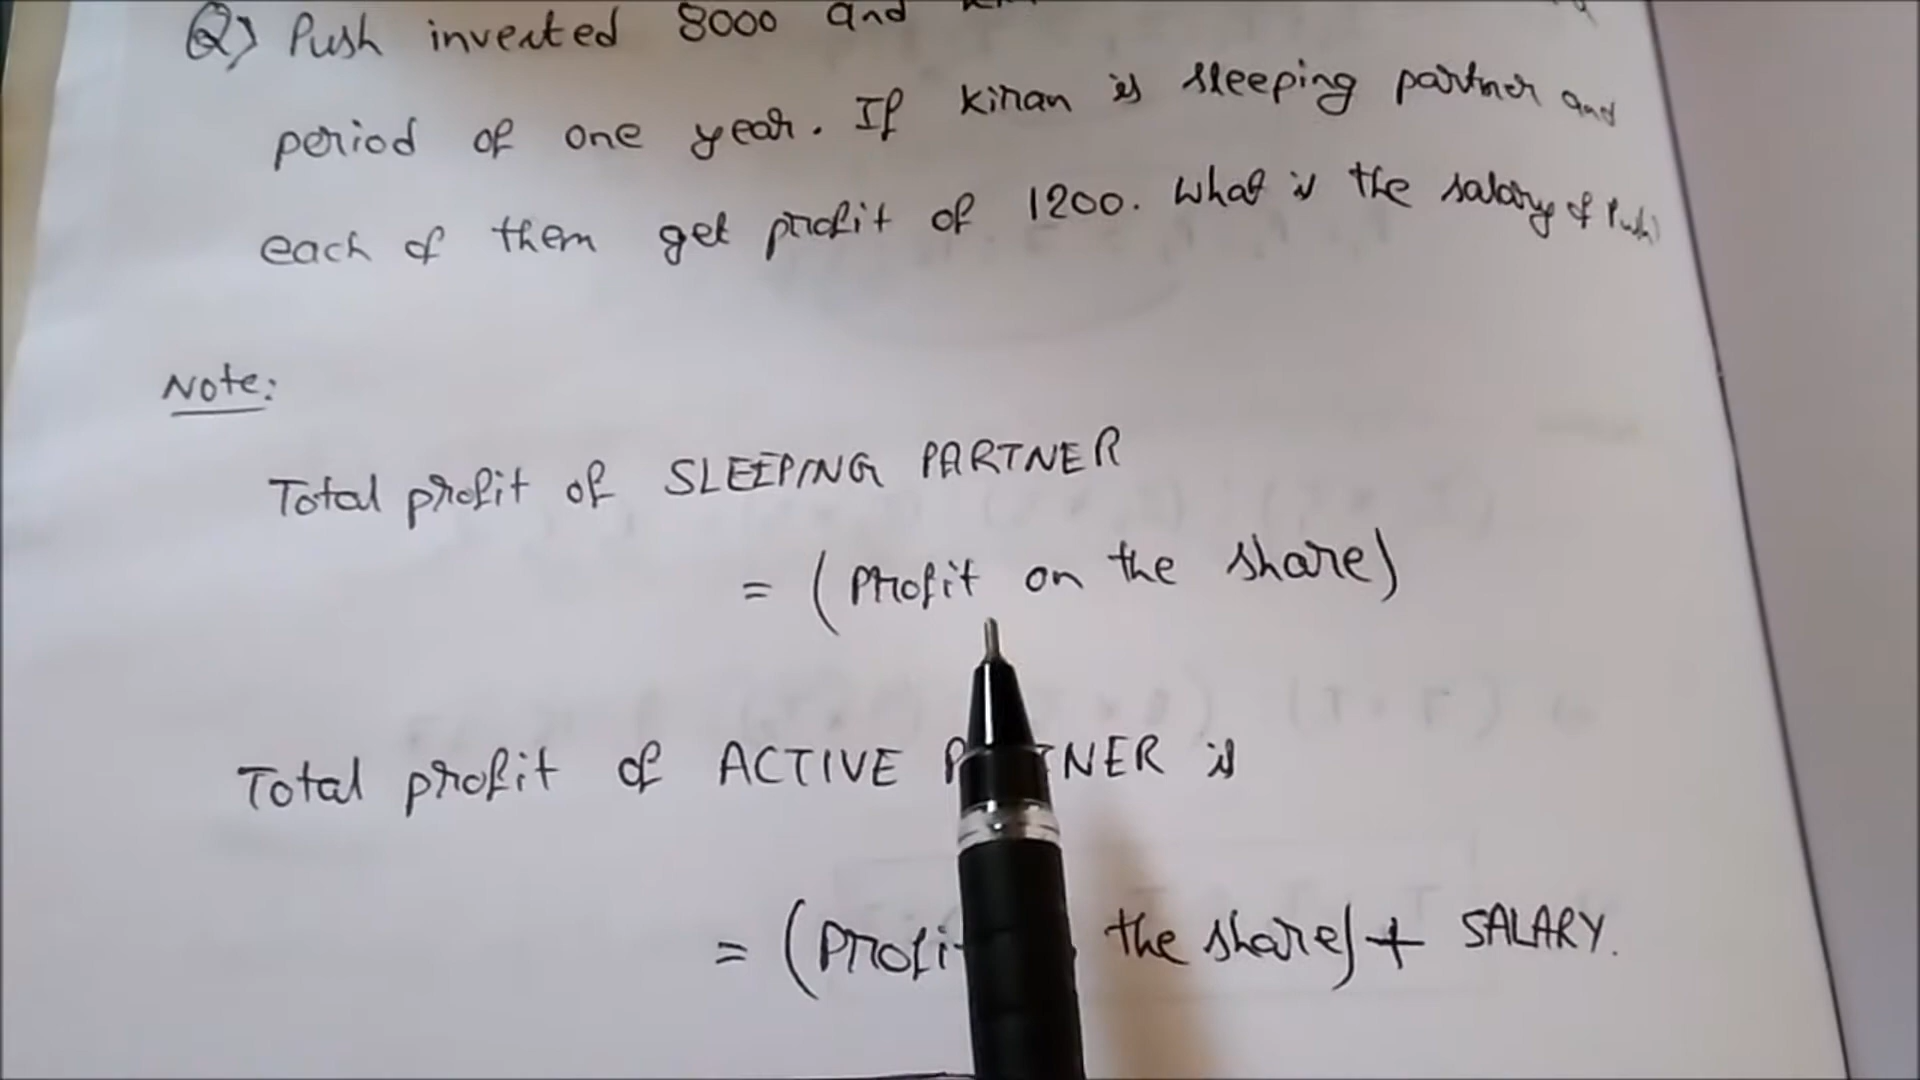 Q) Push invested 8000 and
period of one year. If Kiran is sleeping partner and
each of them get profit of 1200. What is the salary of Push
Note:
Total profit of SLEEPING PARTNER
= (Profit on the share)
Total profit of ACTIVE PARTNER is
= (Profit the share) + SALARY.